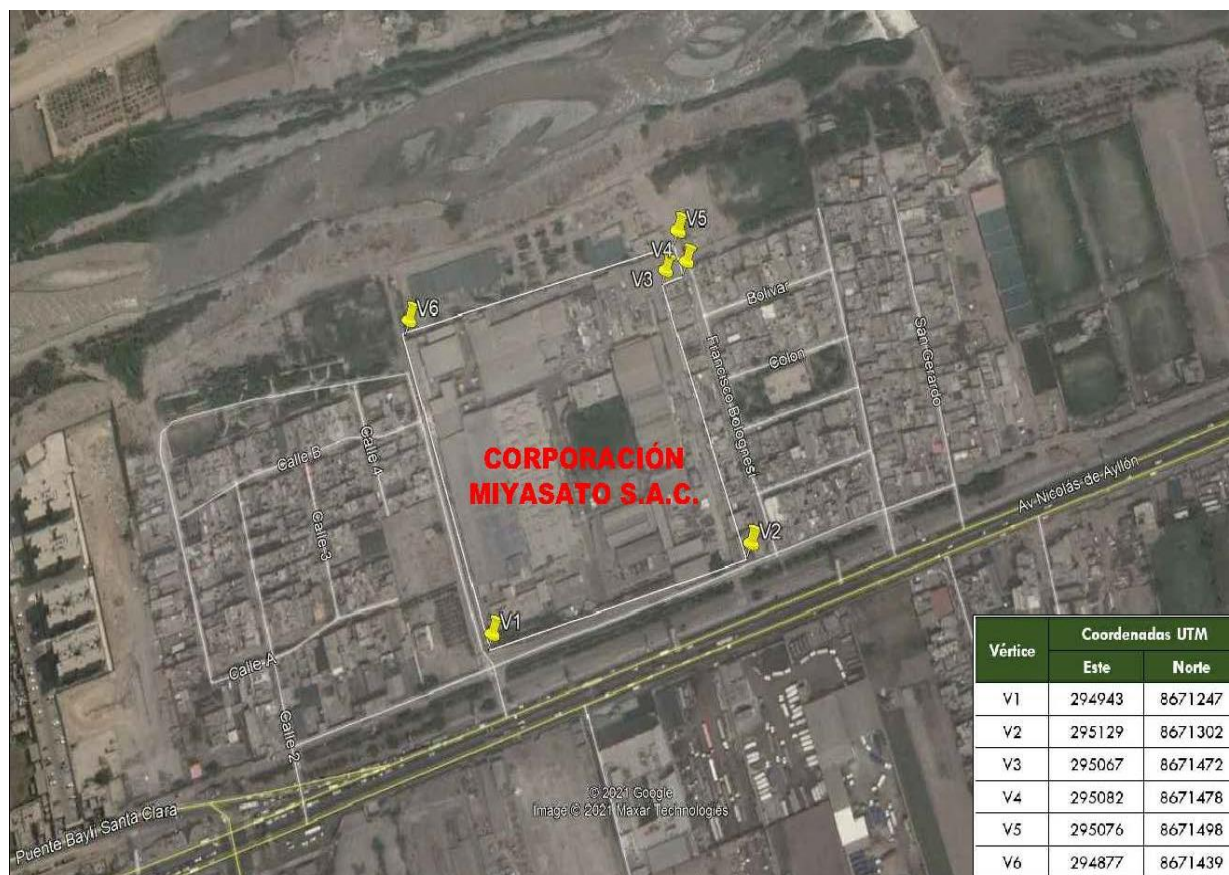 V5
V4
V3
V6
Bolivar
Colon
San Gerardo
Francisco Bolognesi
Calle B
Calle 4
Calle 3
CORPORACIÓN
MIYASATO S.A.C.
Av Nicolás de Ayllón
V2
V1
Calle A
Calle 2
Puente Bayli Santa Clara
© 2021 Google
Image © 2021 Maxar Technologies
Vértice Coordenadas UTM
Este Norte
V1 294943 8671247
V2 295129 8671302
V3 295067 8671472
V4 295082 8671478
V5 295076 8671498
V6 294877 8671439